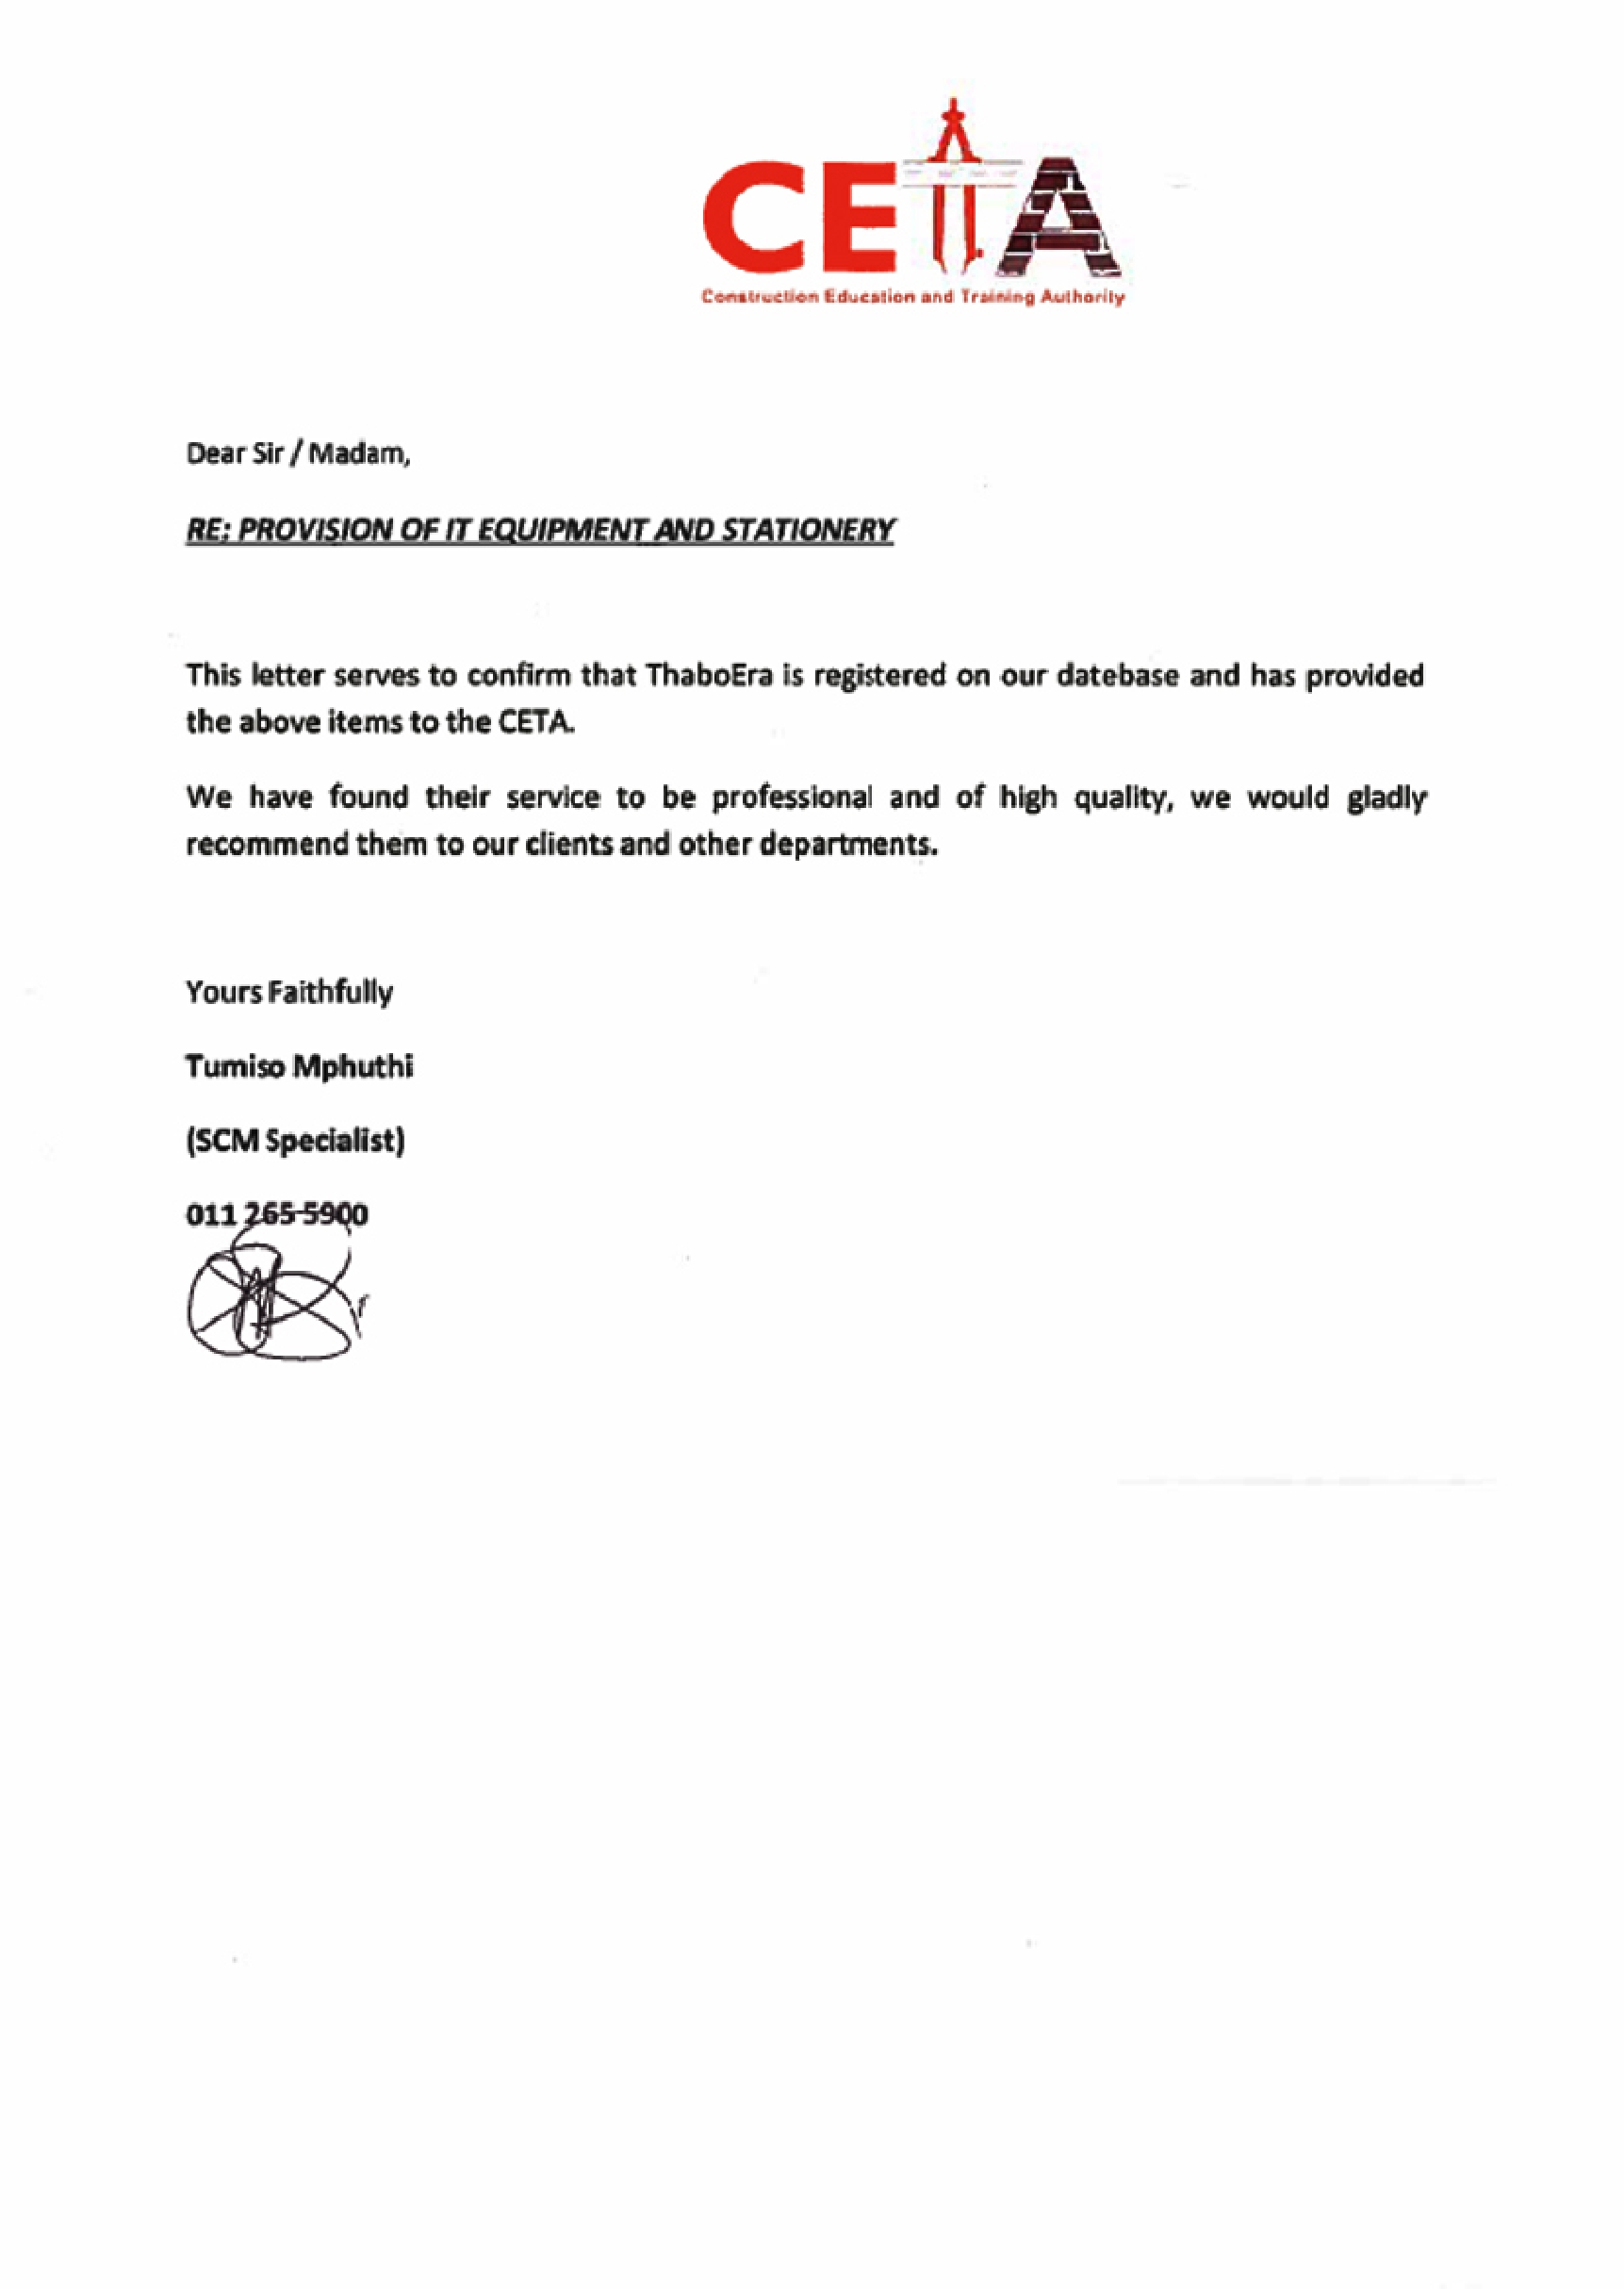 CETA
Construction Education and Training Authority
Dear Sir / Madam,
RE: PROVISION OF IT EQUIPMENT AND STATIONERY
This letter serves to confirm that ThaboEra is registered on our datebase and has provided
the above items to the CETA.
We have found their service to be professional and of high quality, we would gladly
recommend them to our clients and other departments.
Yours Faithfully
Tumiso Mphuthi
(SCM Specialist)
011 265 5900